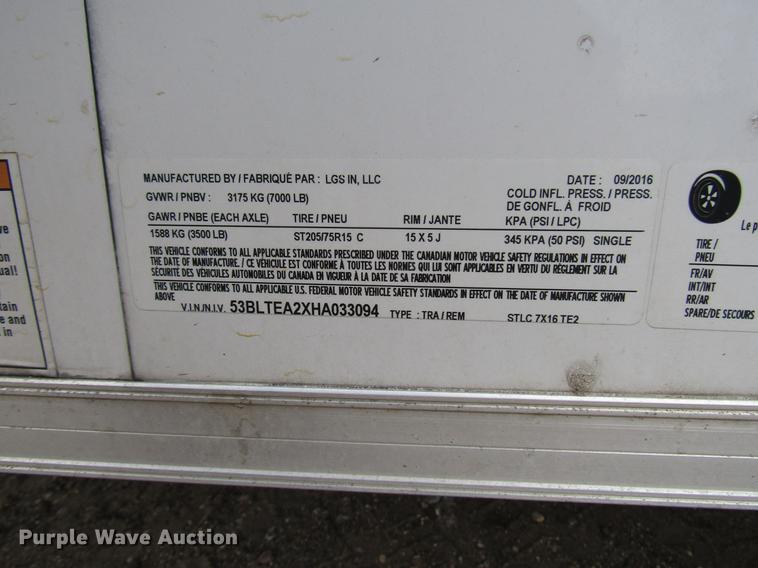 MANUFACTURED BY / FABRIQUÉ PAR : LGS IN, LLC DATE : 09/2016
GVWR / PNBV : 3175 KG (7000 LB) COLD INFL. PRESS. / PRESS.
DE GONFL. À FROID
GAWR / PNBE (EACH AXLE) TIRE / PNEU RIM / JANTE KPA (PSI / LPC)
1588 KG (3500 LB) ST205/75R15 C 15 X 5 J 345 KPA (50 PSI) SINGLE
THIS VEHICLE CONFORMS TO ALL APPLICABLE STANDARDS PRESCRIBED UNDER THE CANADIAN MOTOR VEHICLE SAFETY REGULATIONS IN EFFECT ON
THE DATE OF MANUFACTURE. / CE VÉHICULE EST CONFORME À TOUTES LES NORMES QUI LUI SONT APPLICABLES EN VERTU DU RÈGLEMENT SUR LA
SÉCURITÉ DES VÉHICULES AUTOMOBILES DU CANADA EN VIGUEUR À LA DATE DE SA FABRICATION
THIS VEHICLE CONFORMS TO ALL APPLICABLE U.S. FEDERAL MOTOR VEHICLE SAFETY STANDARDS IN EFFECT ON THE DATE OF MANUFACTURE SHOWN
ABOVE
V.I.N./N.I.V. 53BLTEA2XHA033094 TYPE : TRA / REM STLC 7X16 TE2
Le p
TIRE /
PNEU
FR/AV
INT/INT
RR/AR
SPARE/DE SECOURS
ve
on
ual!
tain
e and
in
Purple Wave Auction